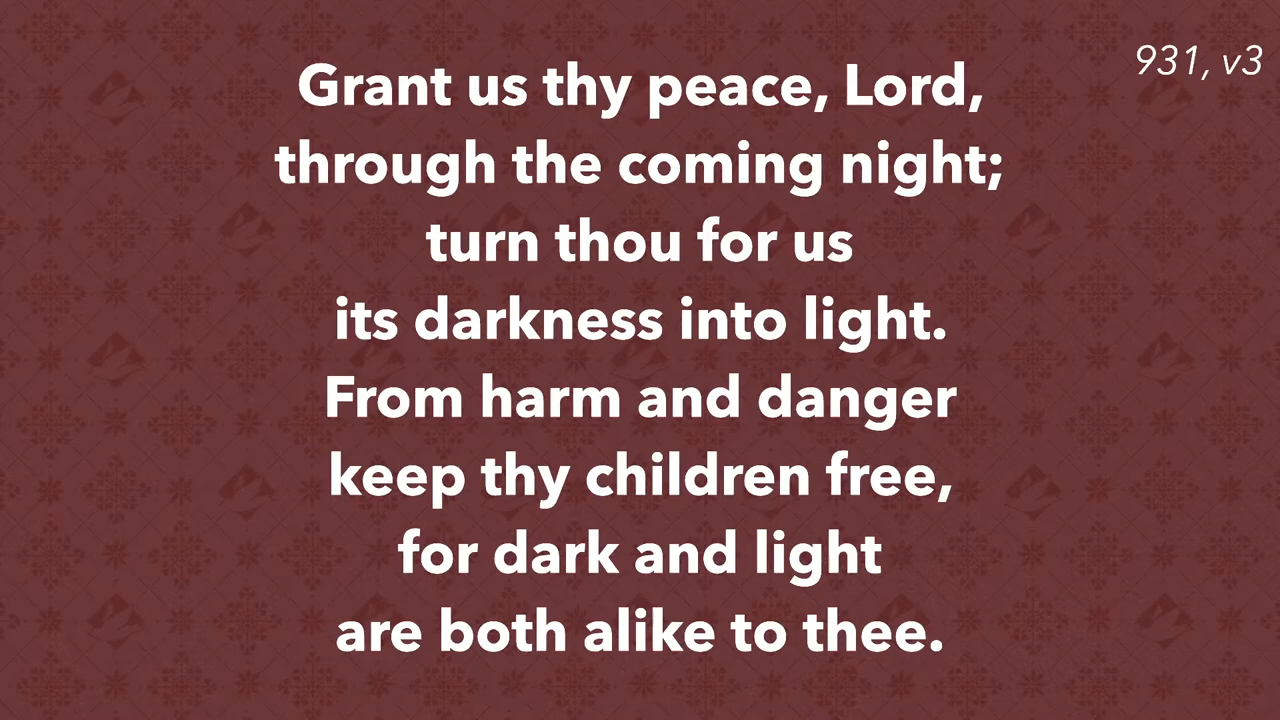 931, v3
Grant us thy peace, Lord,
through the coming night;
turn thou for us
its darkness into light.
From harm and danger
keep thy children free,
for dark and light
are both alike to thee.